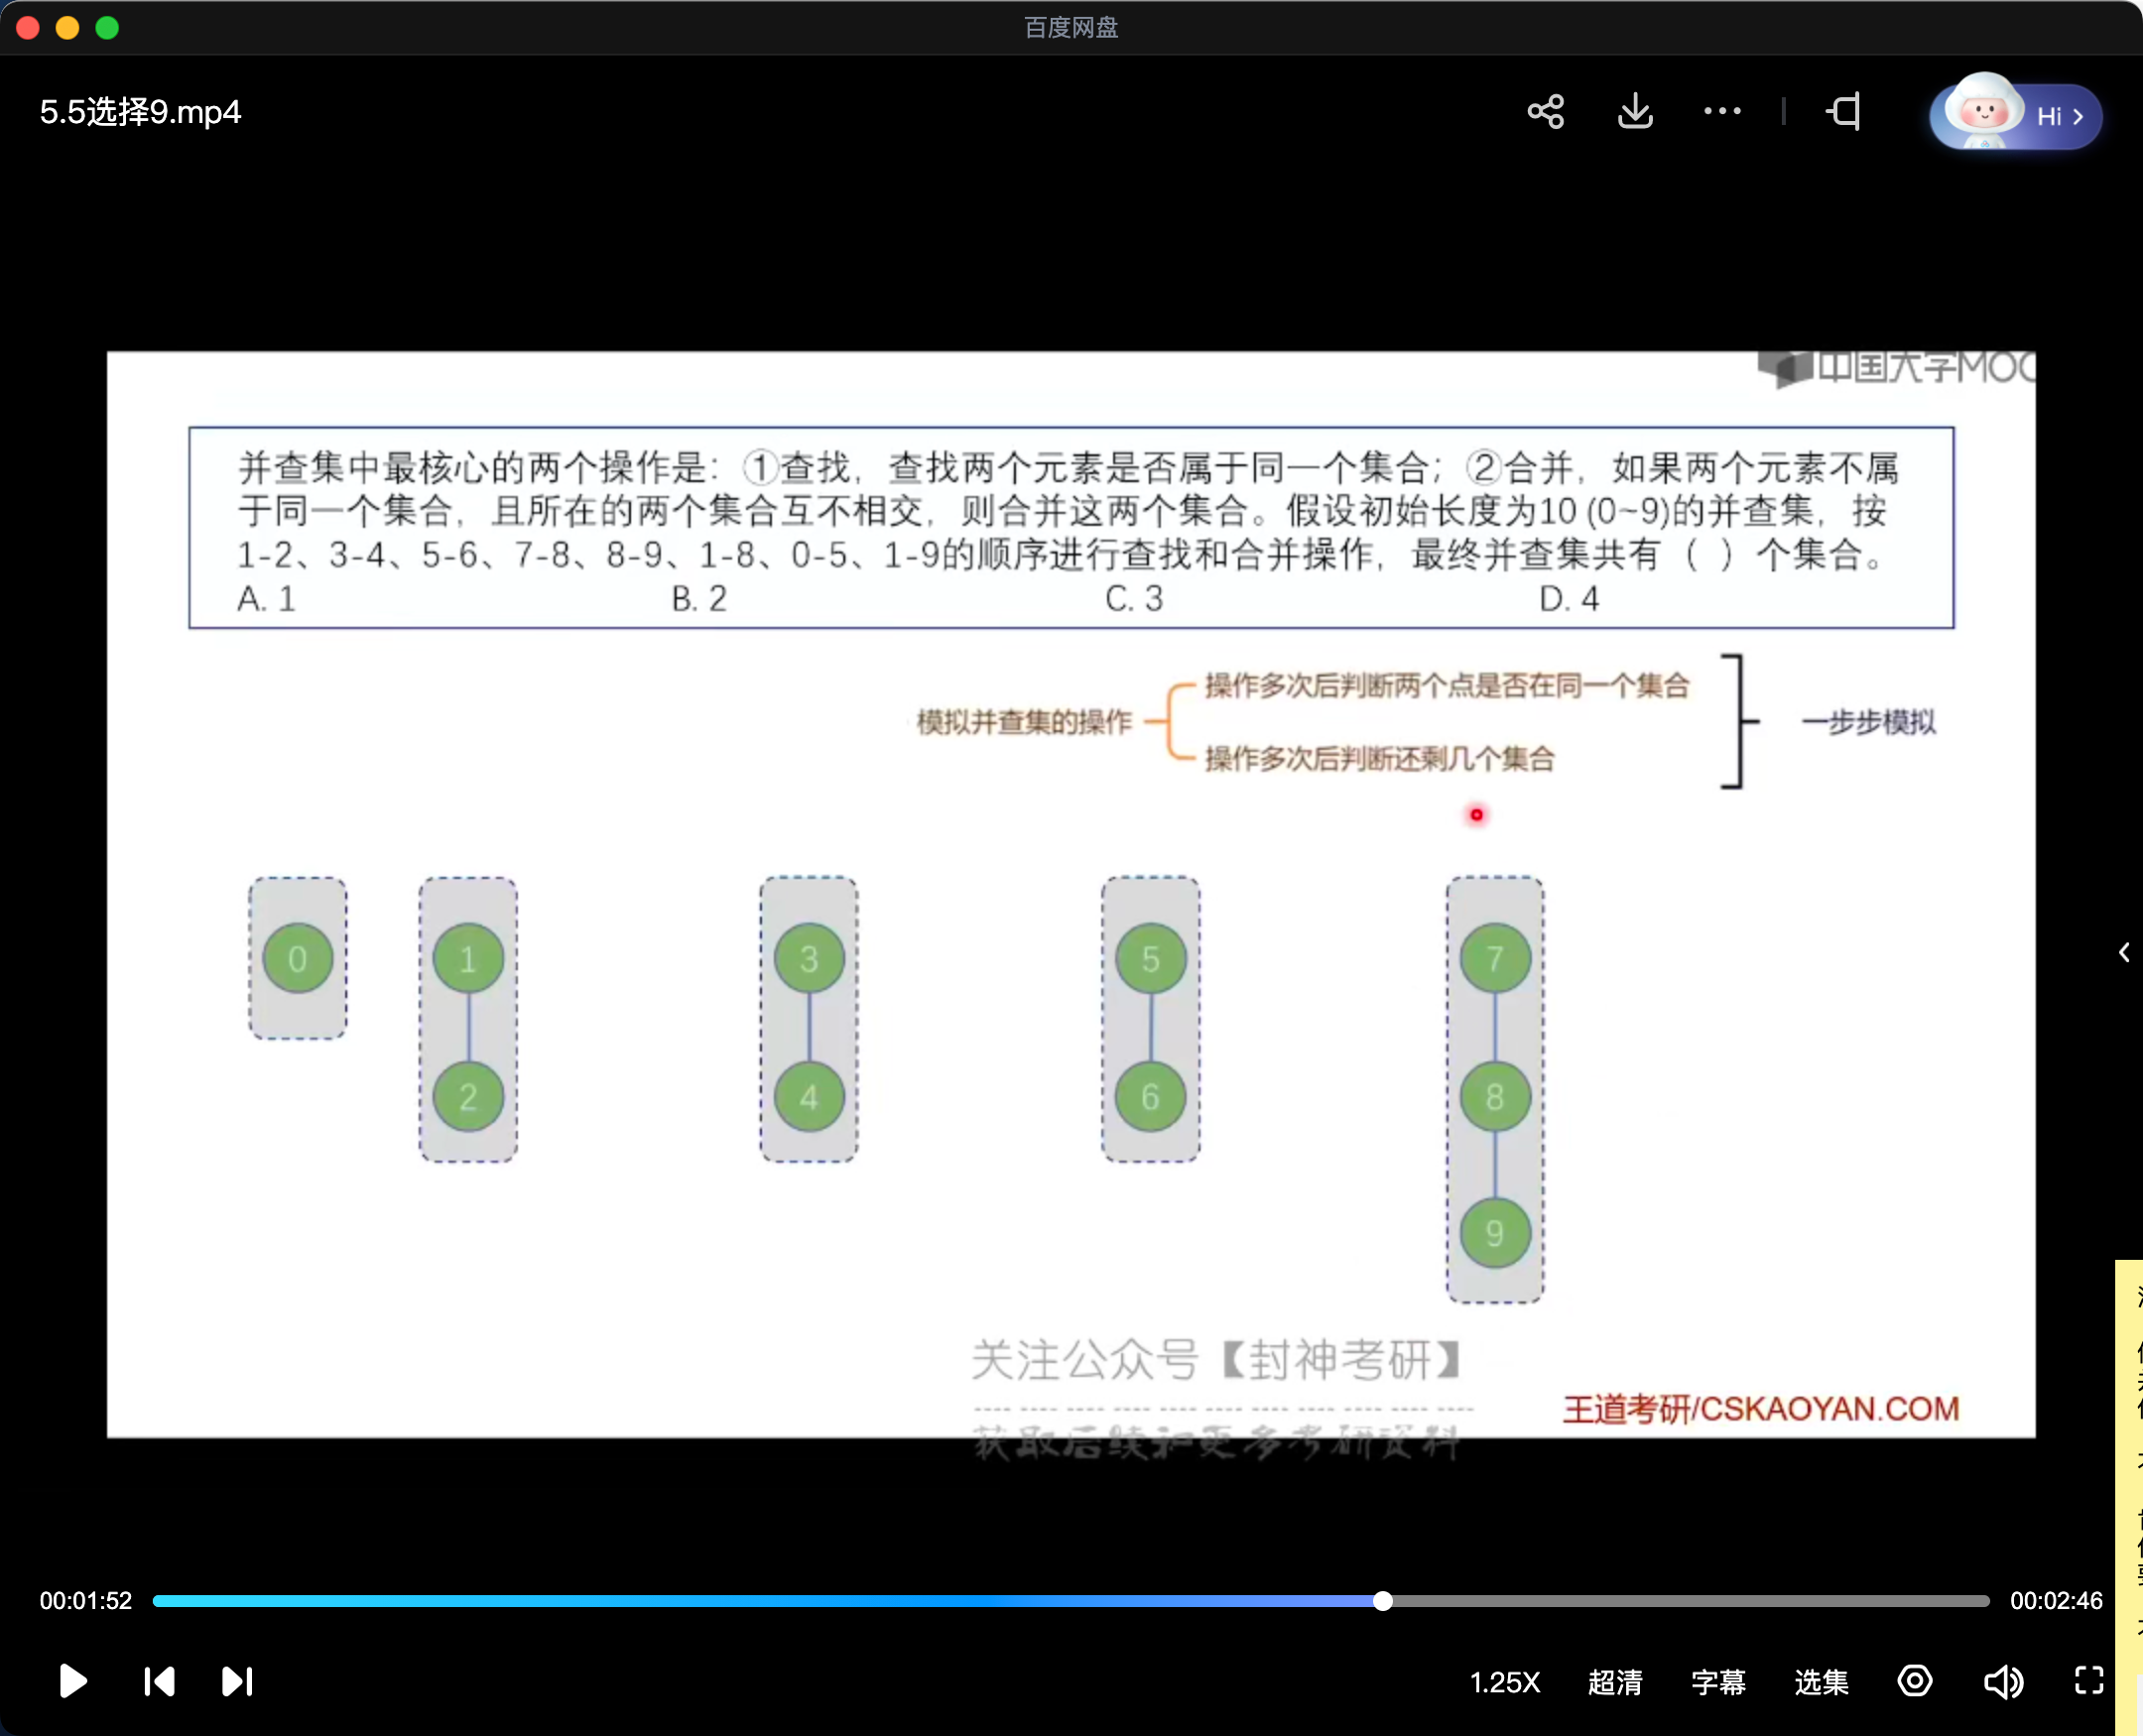 百度网盘
5.5选择9.mp4
Hi
中国大学MOO
并查集中最核心的两个操作是：①查找，查找两个元素是否属于同一个集合；②合并，如果两个元素不属
于同一个集合，且所在的两个集合互不相交，则合并这两个集合。假设初始长度为10 (0~9)的并查集，按
1-2、3-4、5-6、7-8、8-9、1-8、0-5、1-9的顺序进行查找和合并操作，最终并查集共有（ ）个集合。
A. 1 B. 2 C. 3 D. 4
操作多次后判断两个点是否在同一个集合
模拟并查集的操作 一步步模拟
操作多次后判断还剩几个集合
0 1 3 5 7
2 4 6 8
9
关注公众号【封神考研】
王道考研/CSKAOYAN.COM
获取后续和更多考研资料
00:01:52 00:02:46
1.25X 超清 字幕 选集